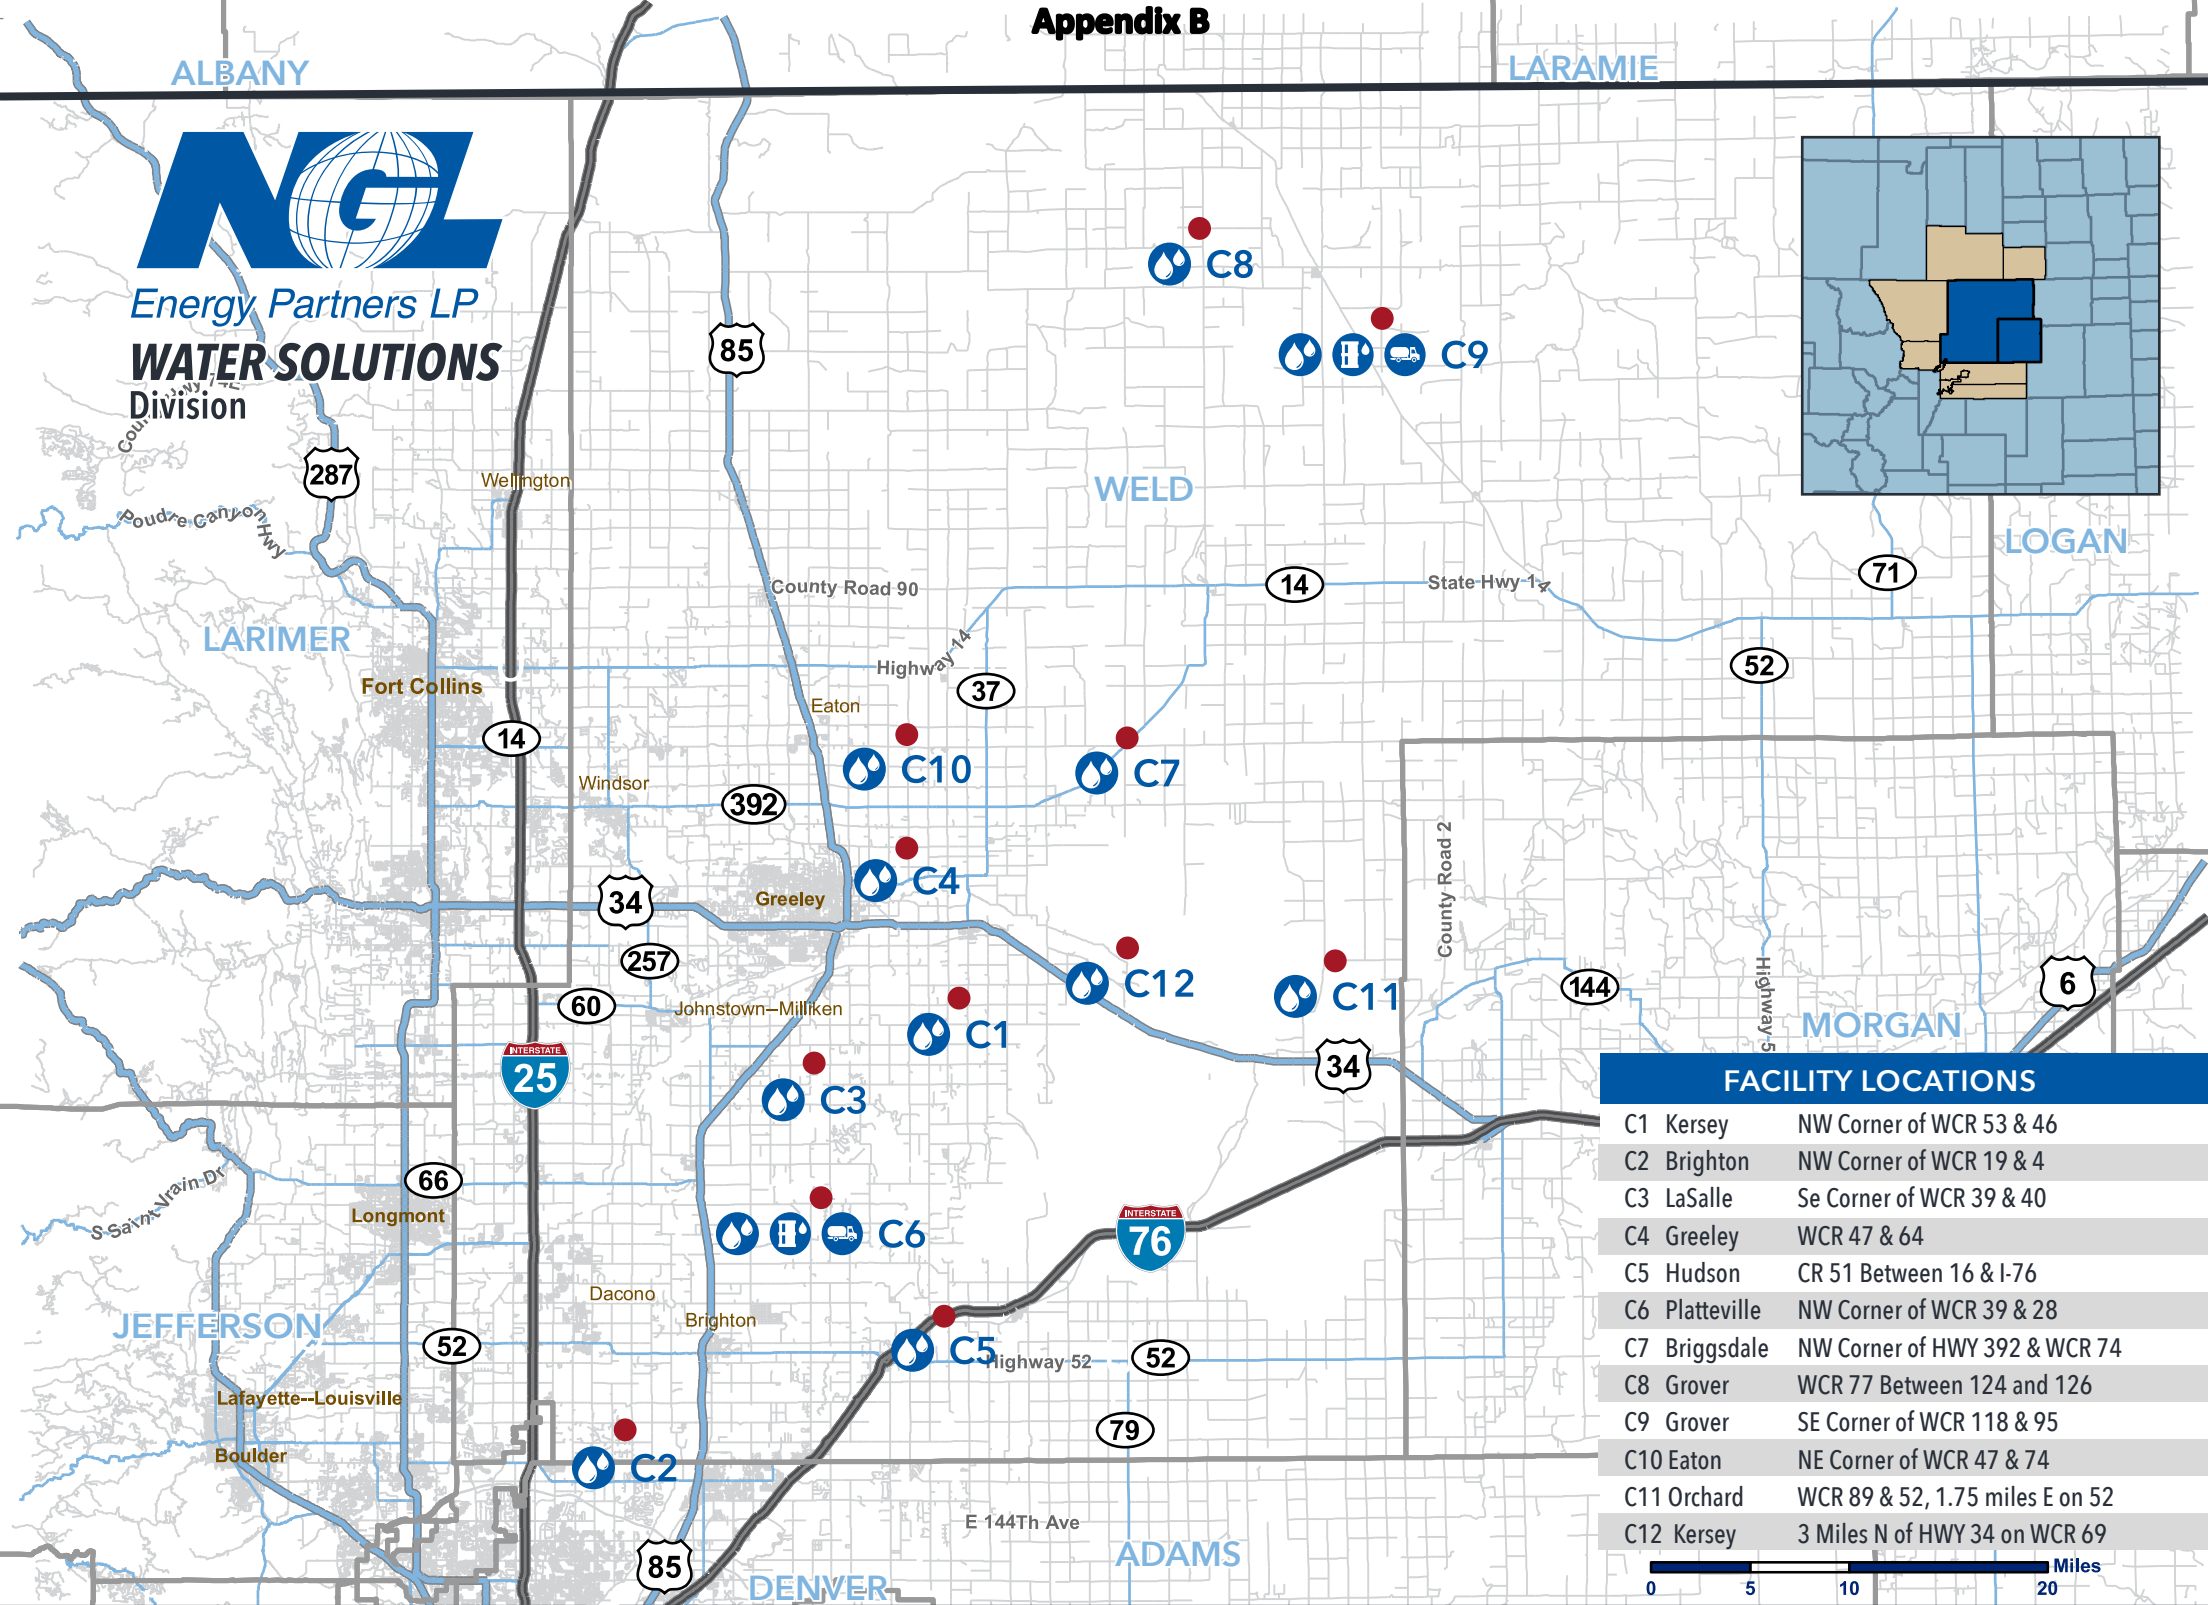 Appendix B
ALBANY
LARAMIE
NGL
Energy Partners LP
WATER SOLUTIONS
Division
C8
85
C9
287
Wellington
WELD
Poudre Canyon Hwy
LOGAN
County Road 90
14
State Hwy 14
71
LARIMER
Highway 14
52
Fort Collins
37
Eaton
14
C10
C7
Windsor
392
County Road 2
C4
34
Greeley
257
C12
C11
6
144
60
Johnstown–Milliken
Highway 5
MORGAN
C1
INTERSTATE
25
34
C3
66
S Saint Vrain Dr
Longmont
INTERSTATE
76
C6
Dacono
Brighton
JEFFERSON
52
C5
Highway 52
52
Lafayette--Louisville
79
Boulder
C2
E 144Th Ave
ADAMS
85
DENVER
FACILITY LOCATIONS
C1 Kersey NW Corner of WCR 53 & 46
C2 Brighton NW Corner of WCR 19 & 4
C3 LaSalle Se Corner of WCR 39 & 40
C4 Greeley WCR 47 & 64
C5 Hudson CR 51 Between 16 & I-76
C6 Platteville NW Corner of WCR 39 & 28
C7 Briggsdale NW Corner of HWY 392 & WCR 74
C8 Grover WCR 77 Between 124 and 126
C9 Grover SE Corner of WCR 118 & 95
C10 Eaton NE Corner of WCR 47 & 74
C11 Orchard WCR 89 & 52, 1.75 miles E on 52
C12 Kersey 3 Miles N of HWY 34 on WCR 69
Miles
0 5 10 20